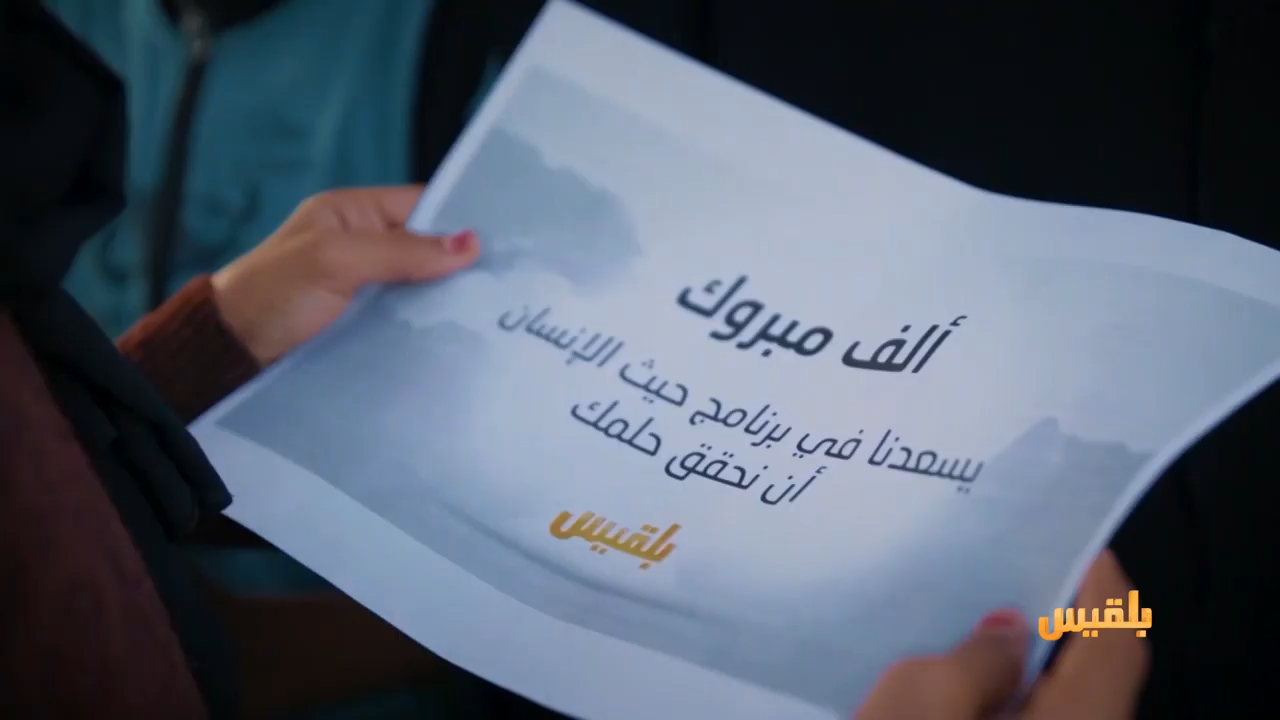 ألف مبروك
يسعدنا في برنامج حيث الإنسان
أن نحقق حلمك
بلقيس
بلقيس